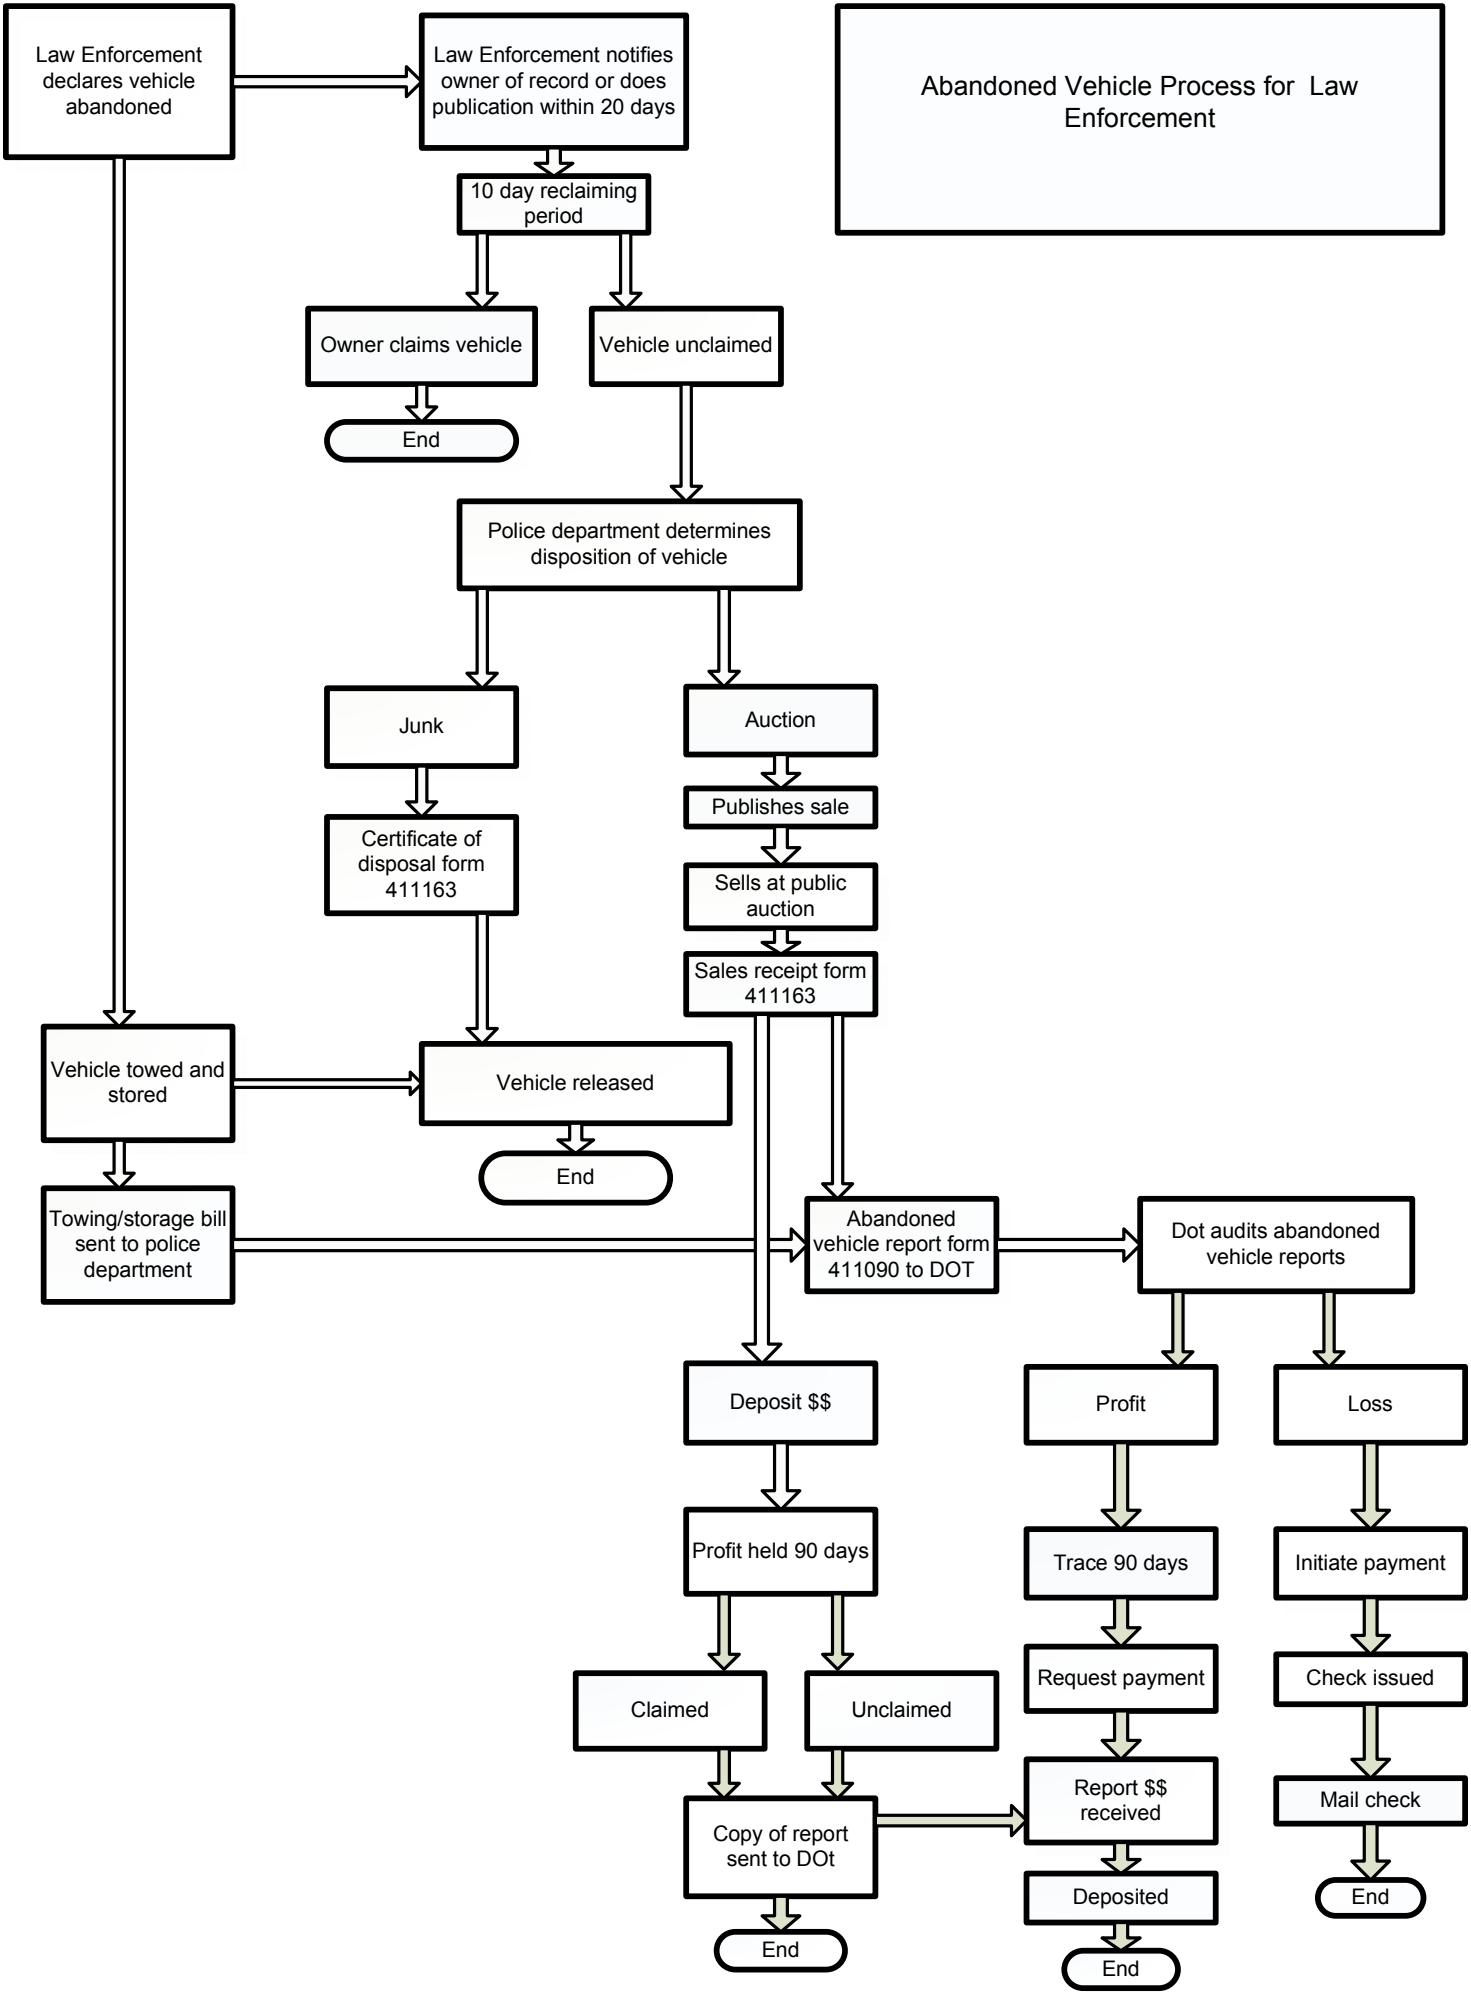 Law Enforcement
declares vehicle
abandoned
Law Enforcement notifies
owner of record or does
publication within 20 days
Abandoned Vehicle Process for  Law
Enforcement
10 day reclaiming
period
Owner claims vehicle
Vehicle unclaimed
End
Police department determines
disposition of vehicle
Junk
Auction
Publishes sale
Certificate of
disposal form
411163
Sells at public
auction
Sales receipt form
411163
Vehicle towed and
stored
Vehicle released
End
Towing/storage bill
sent to police
department
Abandoned
vehicle report form
411090 to DOT
Dot audits abandoned
vehicle reports
Deposit $$
Profit
Loss
Profit held 90 days
Trace 90 days
Initiate payment
Claimed
Unclaimed
Request payment
Check issued
Copy of report
sent to DOt
Report $$
received
Mail check
Deposited
End
End
End